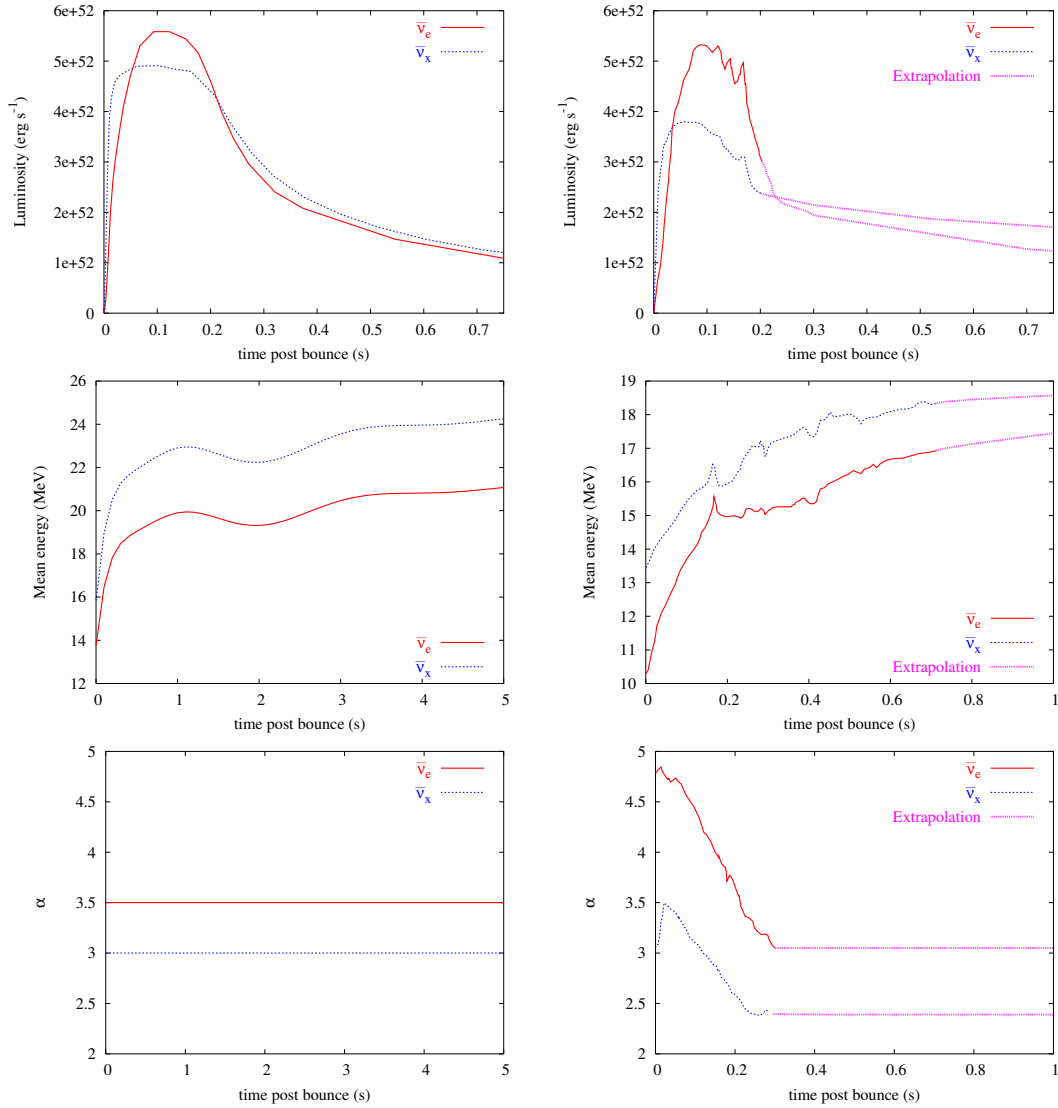 6e+52
5e+52
4e+52
3e+52
2e+52
1e+52
0
Luminosity (erg s⁻¹)
0 0.1 0.2 0.3 0.4 0.5 0.6 0.7
time post bounce (s)
ν̅e
ν̅x
6e+52
5e+52
4e+52
3e+52
2e+52
1e+52
0
Luminosity (erg s⁻¹)
0 0.1 0.2 0.3 0.4 0.5 0.6 0.7
time post bounce (s)
ν̅e
ν̅x
Extrapolation
26
24
22
20
18
16
14
12
Mean energy (MeV)
0 1 2 3 4 5
time post bounce (s)
ν̅e
ν̅x
19
18
17
16
15
14
13
12
11
10
Mean energy (MeV)
0 0.2 0.4 0.6 0.8 1
time post bounce (s)
ν̅e
ν̅x
Extrapolation
5
4.5
4
3.5
3
2.5
2
α
0 1 2 3 4 5
time post bounce (s)
ν̅e
ν̅x
5
4.5
4
3.5
3
2.5
2
α
0 0.2 0.4 0.6 0.8 1
time post bounce (s)
ν̅e
ν̅x
Extrapolation